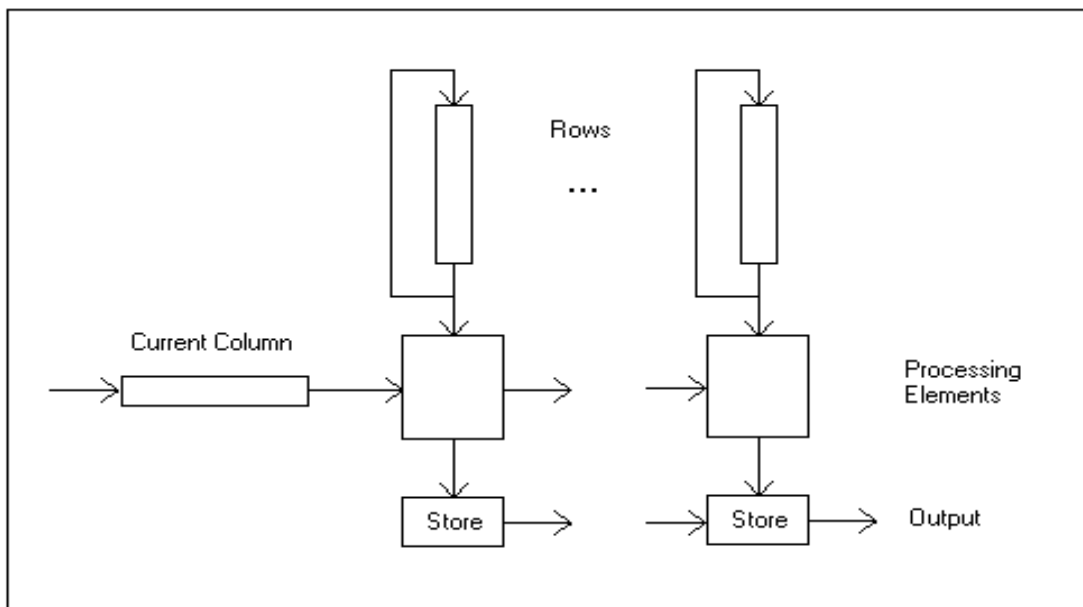 Rows
...
Current Column
Processing
Elements
Store
Store
Output